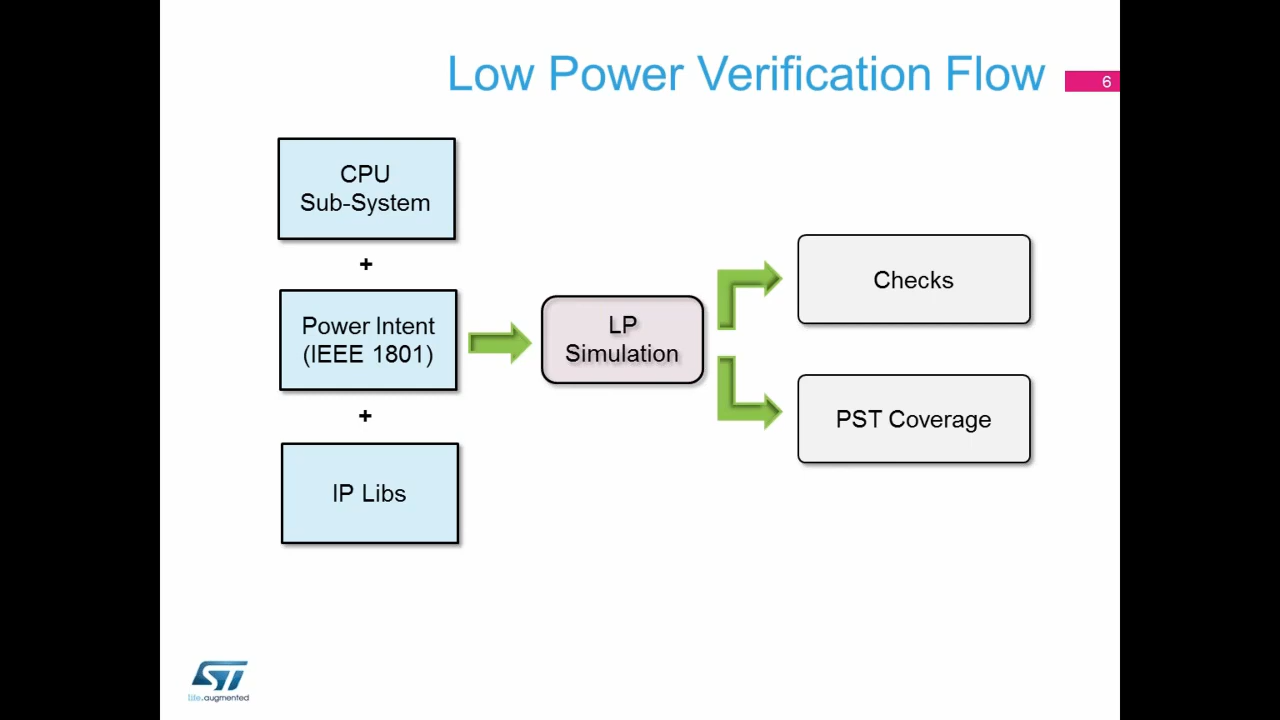 Low Power Verification Flow
6
CPU
Sub-System
+
Power Intent
(IEEE 1801)
+
IP Libs
LP
Simulation
Checks
PST Coverage
ST
life.augmented